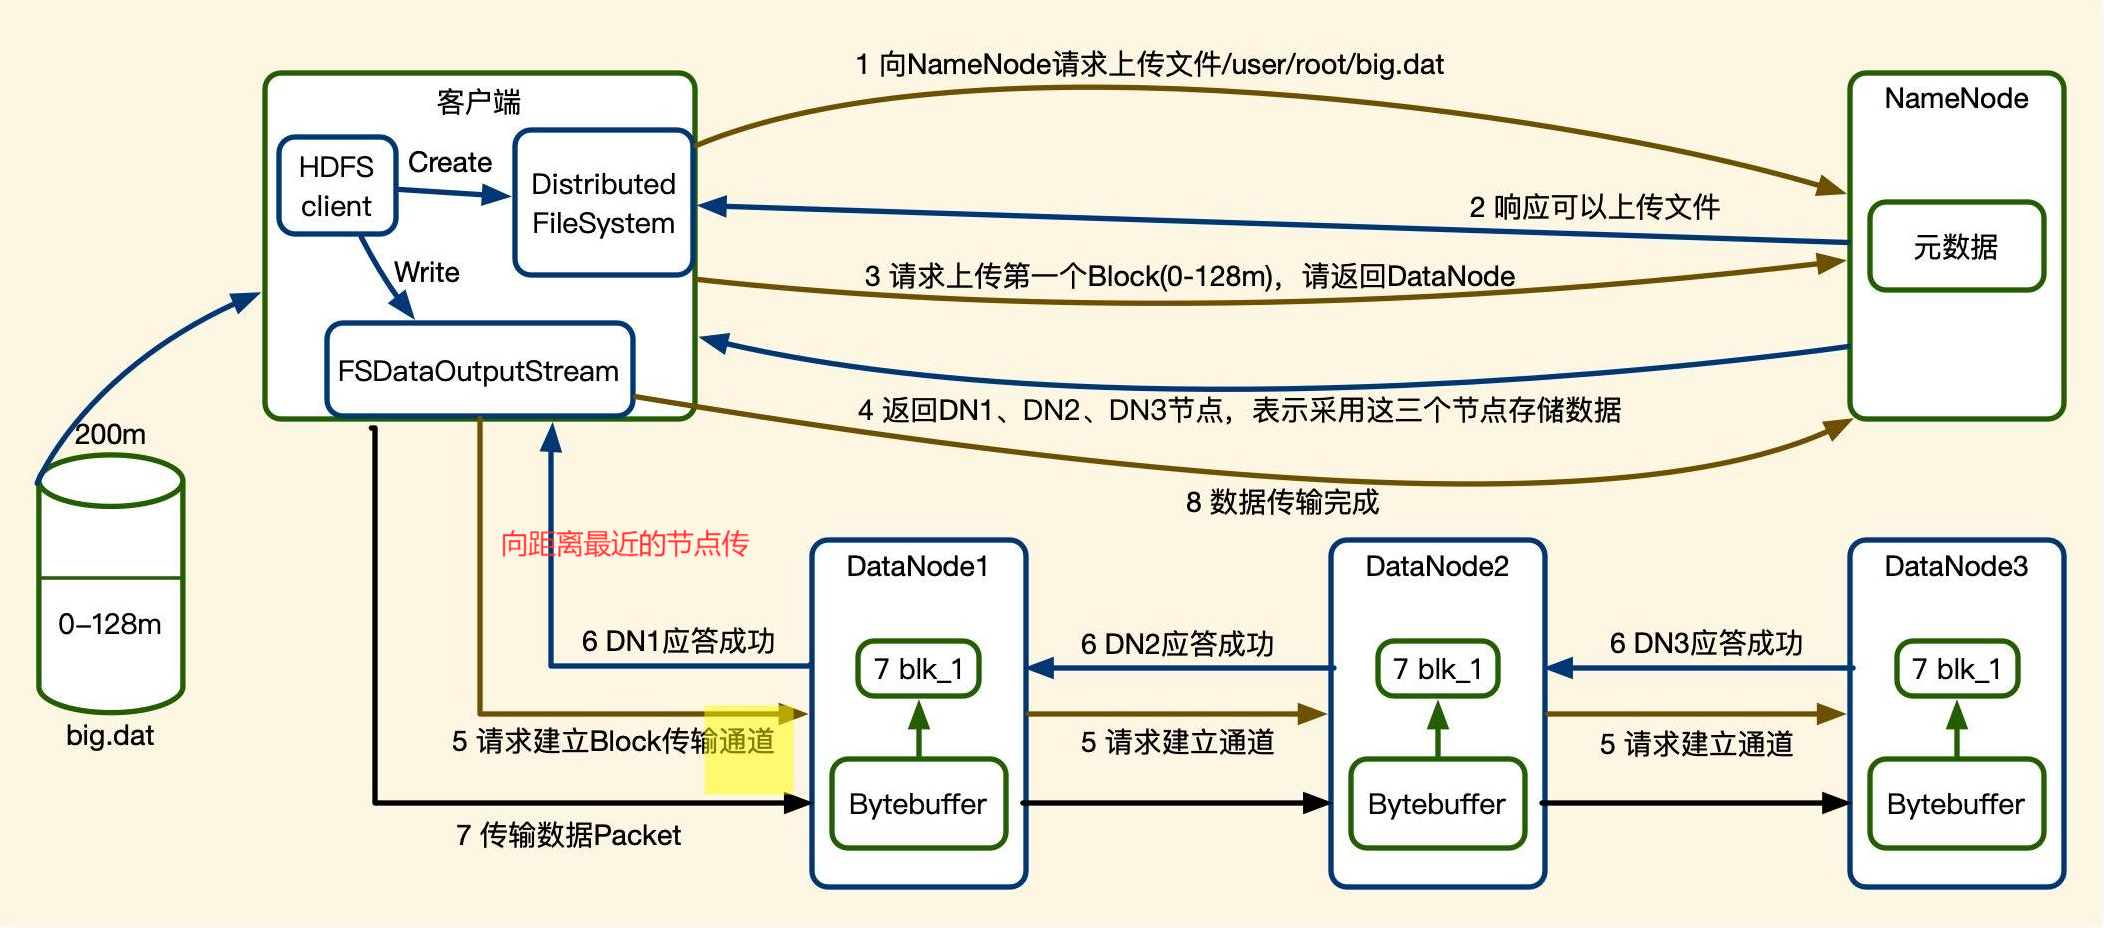 1 向NameNode请求上传文件/user/root/big.dat
客户端
NameNode
HDFS
client
Create
Distributed
FileSystem
2 响应可以上传文件
元数据
Write
3 请求上传第一个Block(0-128m)，请返回DataNode
FSDataOutputStream
4 返回DN1、DN2、DN3节点，表示采用这三个节点存储数据
200m
8 数据传输完成
向距离最近的节点传
DataNode1
DataNode2
DataNode3
0-128m
6 DN1应答成功
6 DN2应答成功
6 DN3应答成功
7 blk_1
7 blk_1
7 blk_1
big.dat
5 请求建立Block传输通道
5 请求建立通道
5 请求建立通道
Bytebuffer
Bytebuffer
Bytebuffer
7 传输数据Packet